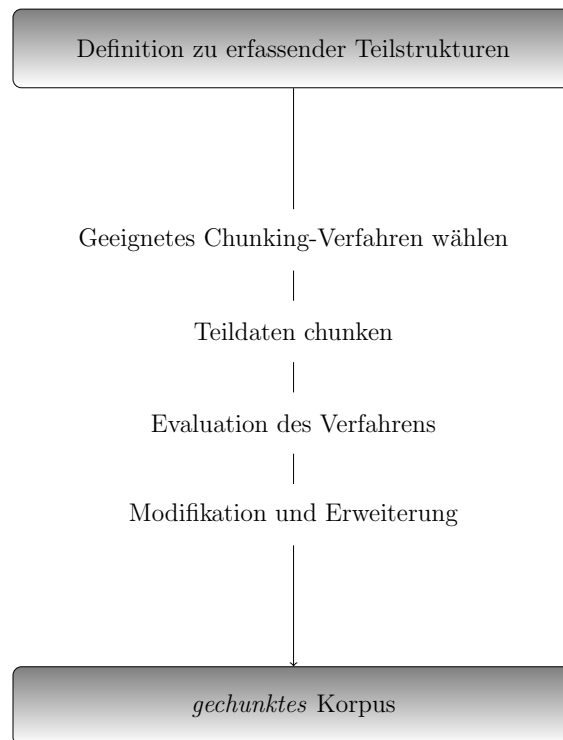 Definition zu erfassender Teilstrukturen
Geeignetes Chunking-Verfahren wählen
Teildaten chunken
Evaluation des Verfahrens
Modifikation und Erweiterung
gechunktes Korpus